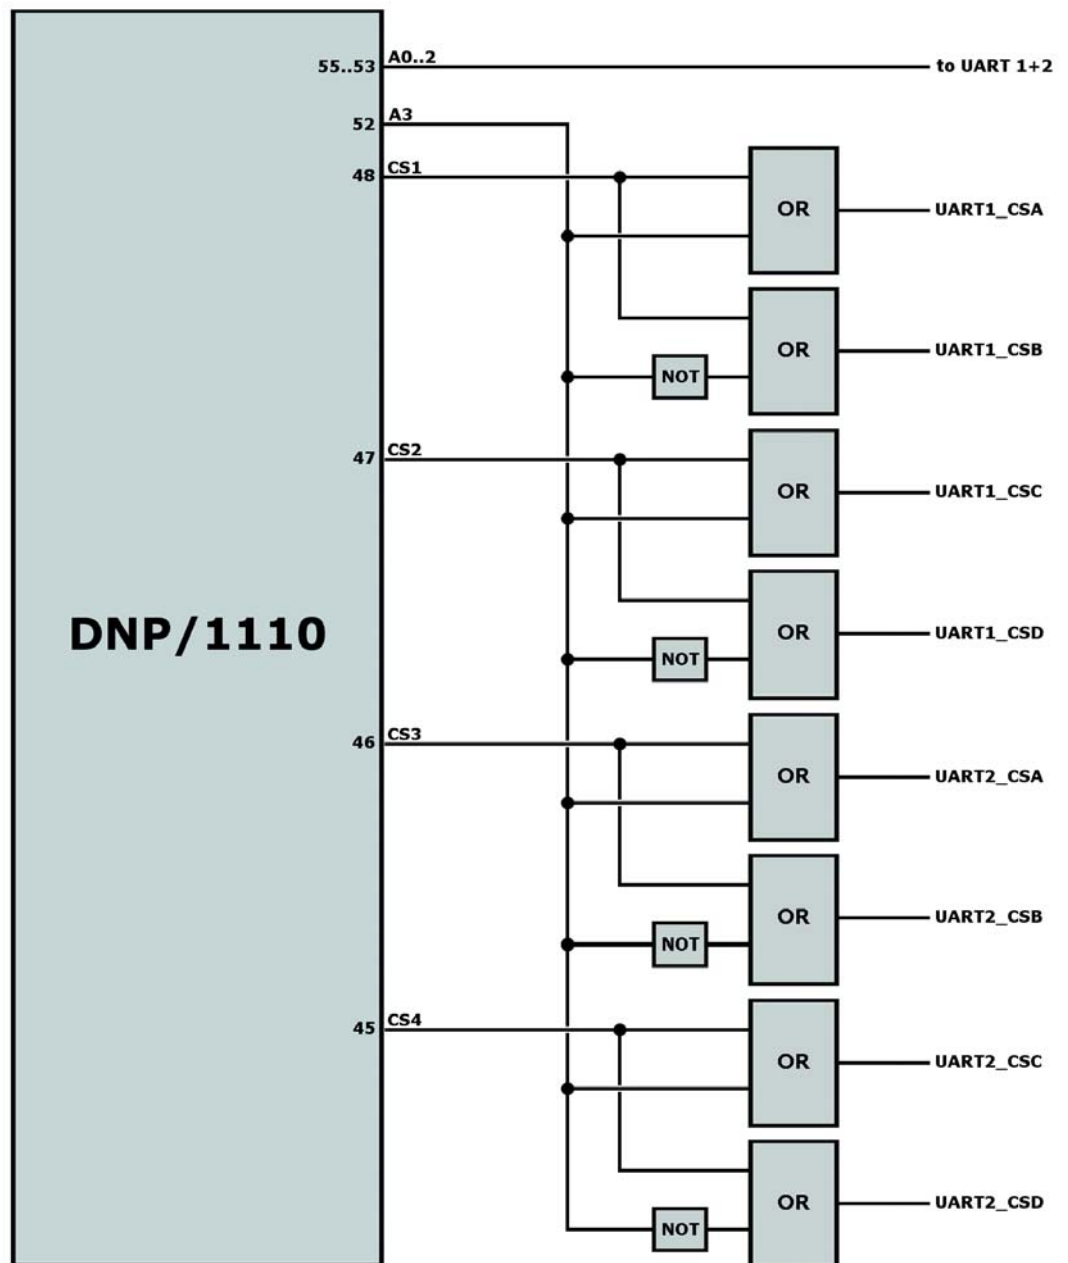 55..53 A0..2 to UART 1+2
52 A3
48 CS1
OR UART1_CSA
OR UART1_CSB
NOT
47 CS2
OR UART1_CSC
DNP/1110
OR UART1_CSD
NOT
46 CS3
OR UART2_CSA
OR UART2_CSB
NOT
45 CS4
OR UART2_CSC
OR UART2_CSD
NOT